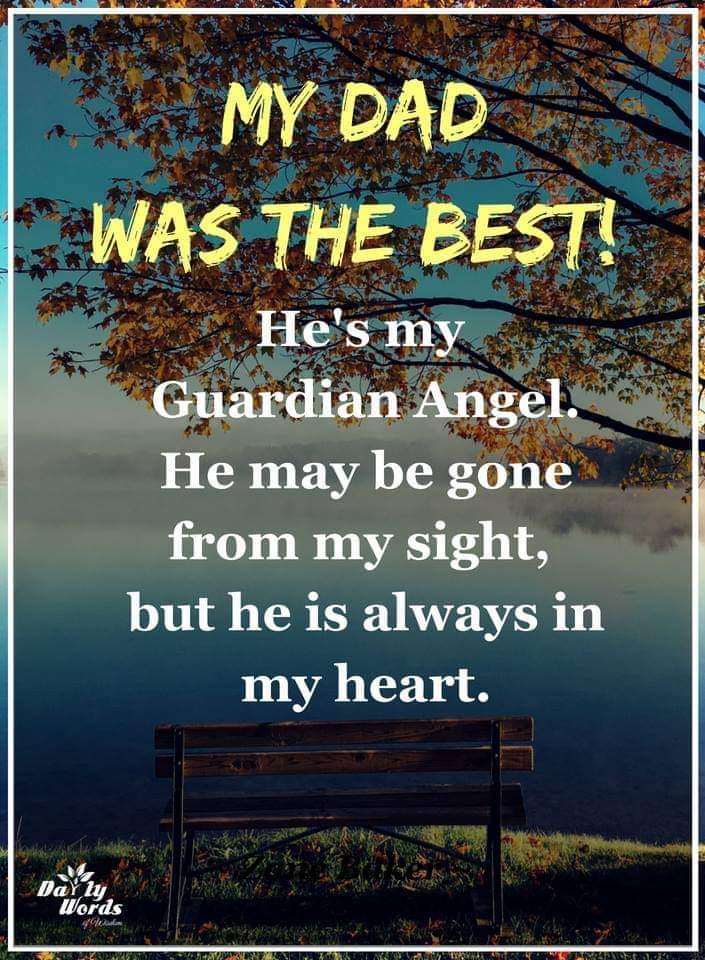 MY DAD
WAS THE BEST!
He's my
Guardian Angel.
He may be gone
from my sight,
but he is always in
my heart.
Zane Baker
Daily
Words
of Wisdom